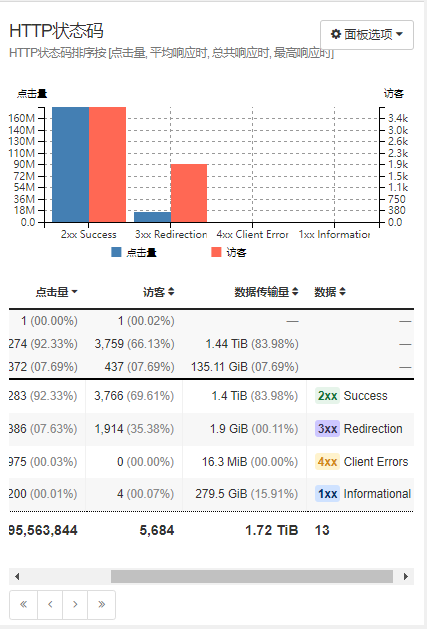 HTTP状态码
面板选项
HTTP状态码排序按 [点击量, 平均响应时, 总共响应时, 最高响应时]
点击量 访客
160M 3.4k
140M 3.0k
130M 2.6k
110M 2.3k
90M 1.9k
72M 1.5k
54M 1.1k
36M 750
18M 380
0.0 0.0
2xx Success 3xx Redirection 4xx Client Error 1xx Information
点击量 访客
点击量 访客 数据传输量 数据
1 (00.00%) 1 (00.02%) — —
274 (92.33%) 3,759 (66.13%) 1.44 TiB (83.98%) —
372 (07.69%) 437 (07.69%) 135.11 GiB (07.69%) —
283 (92.33%) 3,766 (69.61%) 1.4 TiB (83.98%) 2xx Success
386 (07.63%) 1,914 (35.38%) 1.9 GiB (00.11%) 3xx Redirection
975 (00.03%) 0 (00.00%) 16.3 MiB (00.00%) 4xx Client Errors
200 (00.01%) 4 (00.07%) 279.5 GiB (15.91%) 1xx Informational
95,563,844 5,684 1.72 TiB 13
« ‹ › »